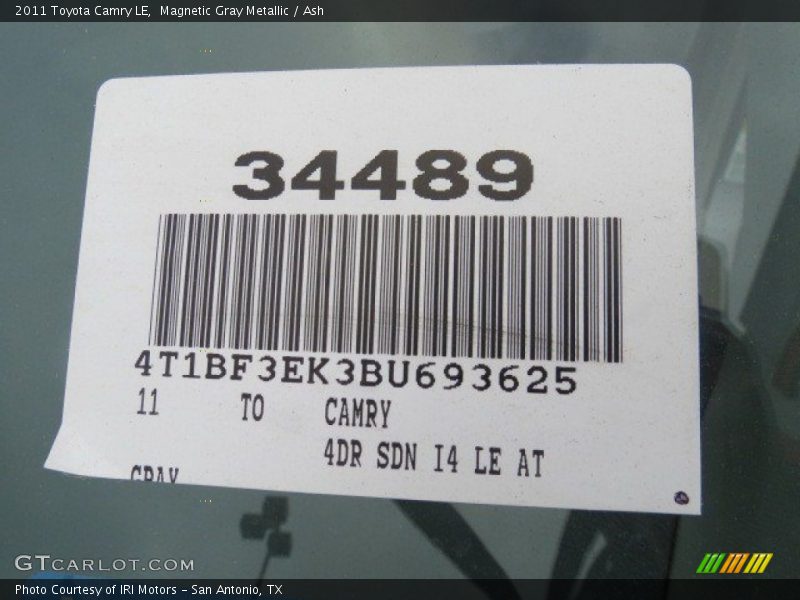 2011 Toyota Camry LE,  Magnetic Gray Metallic / Ash
34489
4T1BF3EK3BU693625
11 TO CAMRY
4DR SDN I4 LE AT
GRAY
GTCARLOT.COM
Photo Courtesy of IRI Motors - San Antonio, TX